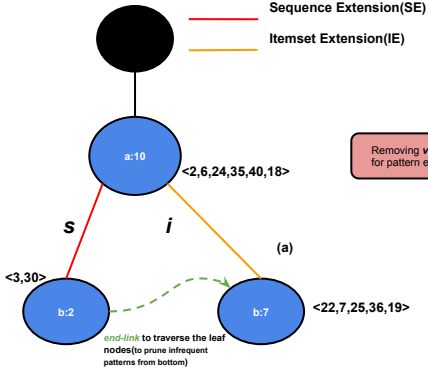 Sequence Extension(SE)
Itemset Extension(IE)
a:10
<2,6,24,35,40,18>
Removing
for pattern
s
i
(a)
<3,30>
b:2
b:7
<22,7,25,36,19>
end-link to traverse the leaf
nodes(to prune infrequent
patterns from bottom)